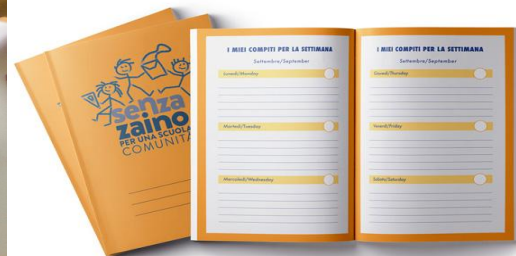 senza
zaino
PER UNA SCUOLA
COMUNITÀ
I MIEI COMPITI PER LA SETTIMANA
Settembre/September
Lunedì/Monday
Martedì/Tuesday
Mercoledì/Wednesday
I MIEI COMPITI PER LA SETTIMANA
Settembre/September
Giovedì/Thursday
Venerdì/Friday
Sabato/Saturday